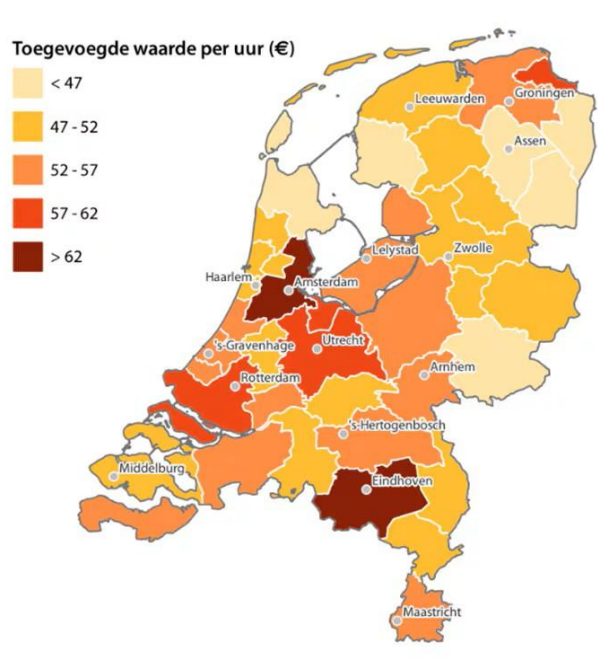 Toegevoegde waarde per uur (€)
< 47
47 - 52
52 - 57
57 - 62
> 62
Leeuwarden
Groningen
Assen
Zwolle
Lelystad
Haarlem
Amsterdam
's-Gravenhage
Utrecht
Arnhem
Rotterdam
's-Hertogenbosch
Middelburg
Eindhoven
Maastricht